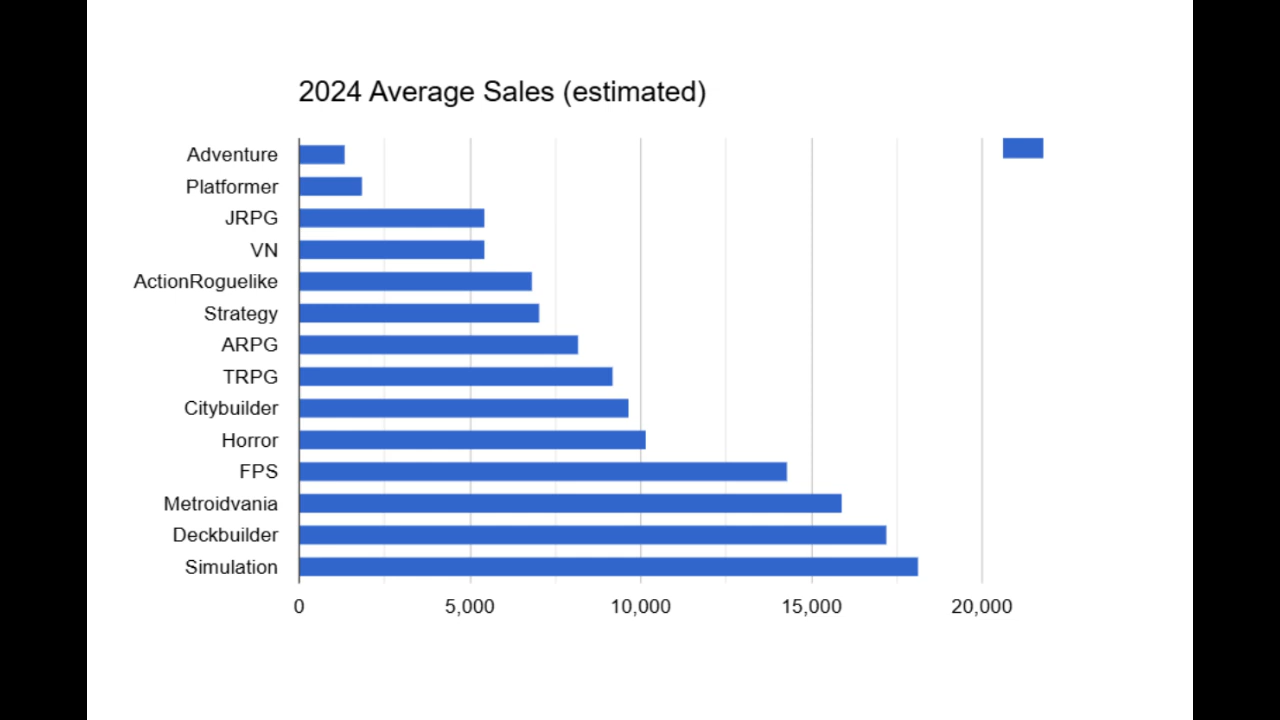 2024 Average Sales (estimated)
Adventure
Platformer
JRPG
VN
ActionRoguelike
Strategy
ARPG
TRPG
Citybuilder
Horror
FPS
Metroidvania
Deckbuilder
Simulation
0 5,000 10,000 15,000 20,000